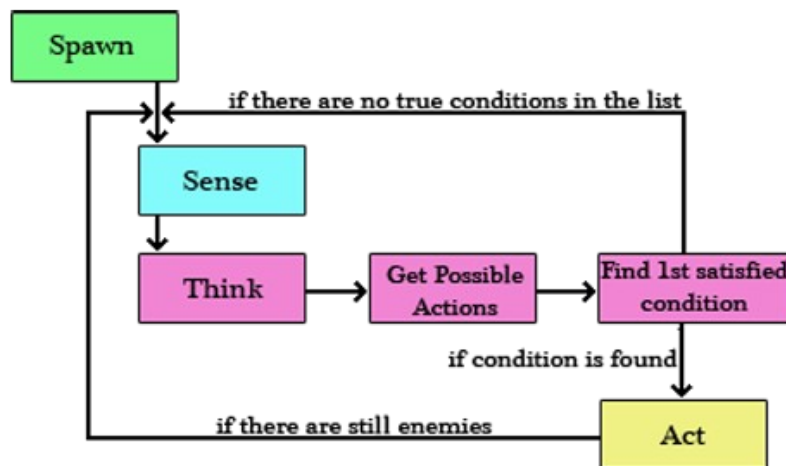 Spawn
if there are no true conditions in the list
Sense
Think
Get Possible
Actions
Find 1st satisfied
condition
if condition is found
if there are still enemies
Act